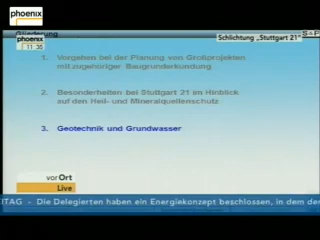 phoenix
Gliederung
phoenix
11:36
Schlichtung „Stuttgart 21“
1. Vorgehen bei der Planung von Großprojekten
mit zugehöriger Baugrunderkundung
2. Besonderheiten bei Stuttgart 21 im Hinblick
auf den Heil- und Mineralquellenschutz
3. Geotechnik und Grundwasser
vor Ort
Live
EITAG – Die Delegierten haben ein Energiekonzept beschlossen, in dem der